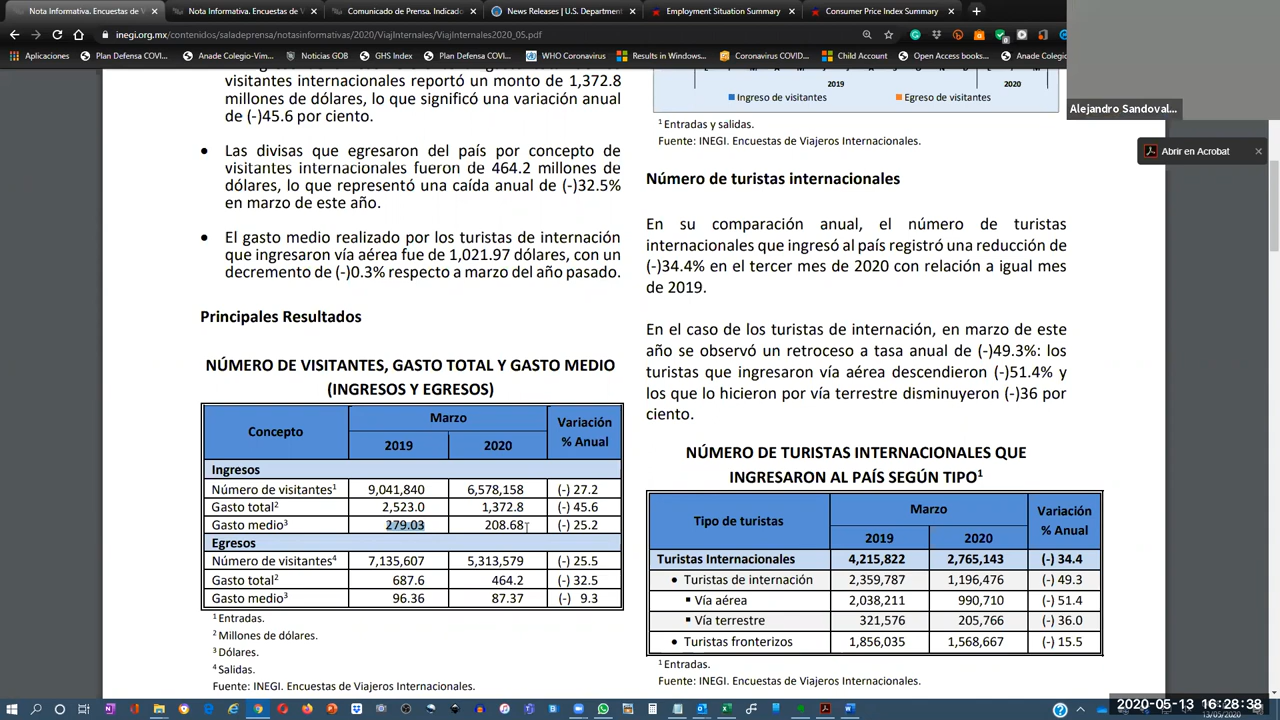 Nota Informativa. Encuestas de V
Nota Informativa. Encuestas de V
Comunicado de Prensa. Indicador
News Releases | U.S. Department
Employment Situation Summary
Consumer Price Index Summary
inegi.org.mx/contenidos/saladeprensa/notasinformativas/2020/ViajInternales/ViajInternales2020_05.pdf
Aplicaciones
Plan Defensa COVI...
Anade Colegio-Vir...
Noticias GOB
GHS Index
Plan Defensa COVI...
WHO Coronavirus
Results in Windows...
Coronavirus COVID...
Child Account
Open Access books...
Anade Colegio
visitantes internacionales reportó un monto de 1,372.8
millones de dólares, lo que significó una variación anual
de (-)45.6 por ciento.
• Las divisas que egresaron del país por concepto de
visitantes internacionales fueron de 464.2 millones de
dólares, lo que representó una caída anual de (-)32.5%
en marzo de este año.
• El gasto medio realizado por los turistas de internación
que ingresaron vía aérea fue de 1,021.97 dólares, con un
decremento de (-)0.3% respecto a marzo del año pasado.
Principales Resultados
NÚMERO DE VISITANTES, GASTO TOTAL Y GASTO MEDIO
(INGRESOS Y EGRESOS)
Concepto Marzo Variación % Anual
2019 2020
Ingresos
Número de visitantes¹ 9,041,840 6,578,158 (-) 27.2
Gasto total² 2,523.0 1,372.8 (-) 45.6
Gasto medio³ 279.03 208.68 (-) 25.2
Egresos
Número de visitantes⁴ 7,135,607 5,313,579 (-) 25.5
Gasto total² 687.6 464.2 (-) 32.5
Gasto medio³ 96.36 87.37 (-) 9.3
¹ Entradas.
² Millones de dólares.
³ Dólares.
⁴ Salidas.
Fuente: INEGI. Encuestas de Viajeros Internacionales.
2019 2020
Ingreso de visitantes Egreso de visitantes
¹ Entradas y salidas.
Fuente: INEGI. Encuestas de Viajeros Internacionales.
Número de turistas internacionales
En su comparación anual, el número de turistas
internacionales que ingresó al país registró una reducción de
(-)34.4% en el tercer mes de 2020 con relación a igual mes
de 2019.
En el caso de los turistas de internación, en marzo de este
año se observó un retroceso a tasa anual de (-)49.3%: los
turistas que ingresaron vía aérea descendieron (-)51.4% y
los que lo hicieron por vía terrestre disminuyeron (-)36 por
ciento.
NÚMERO DE TURISTAS INTERNACIONALES QUE
INGRESARON AL PAÍS SEGÚN TIPO¹
Tipo de turistas Marzo Variación % Anual
2019 2020
Turistas Internacionales 4,215,822 2,765,143 (-) 34.4
• Turistas de internación 2,359,787 1,196,476 (-) 49.3
▪ Vía aérea 2,038,211 990,710 (-) 51.4
▪ Vía terrestre 321,576 205,766 (-) 36.0
• Turistas fronterizos 1,856,035 1,568,667 (-) 15.5
¹ Entradas.
Fuente: INEGI. Encuestas de Viajeros Internacionales.
Alejandro Sandoval...
Abrir en Acrobat
2020-05-13 16:28:38
13/05/2020